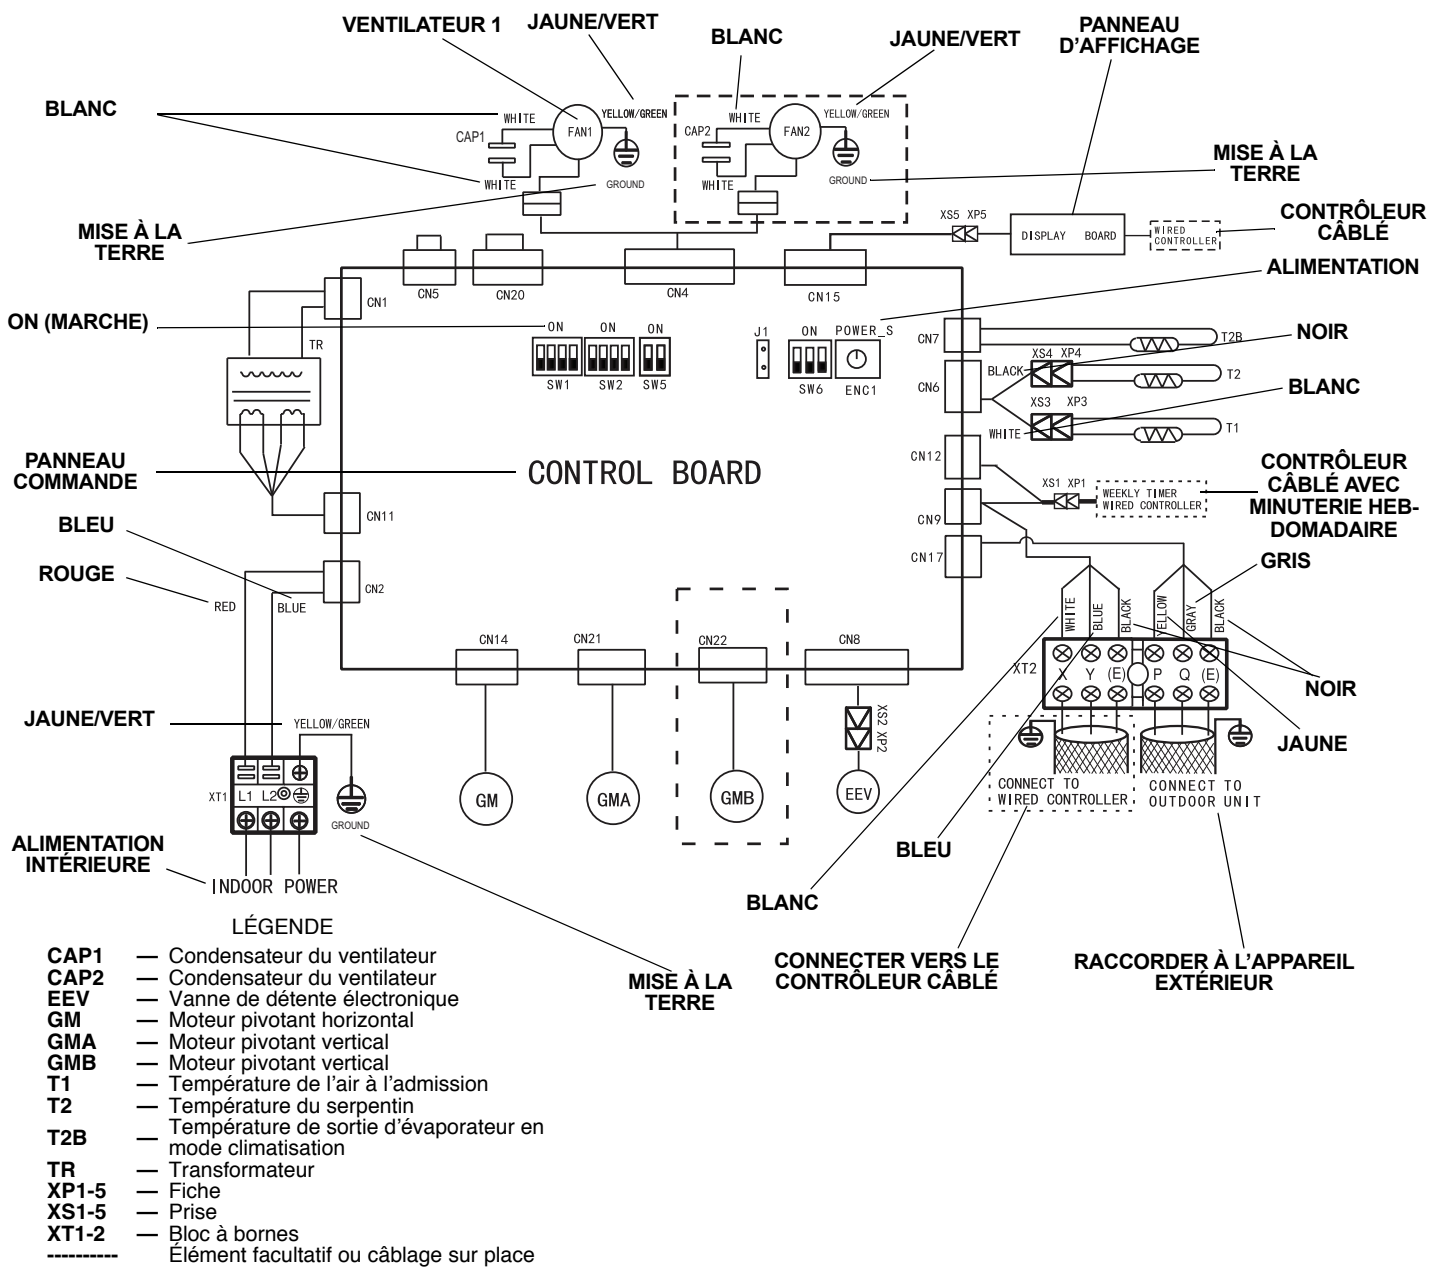 VENTILATEUR 1
JAUNE/VERT
BLANC
JAUNE/VERT
PANNEAU
D'AFFICHAGE
BLANC
WHITE
YELLOW/GREEN
CAP1
FAN1
WHITE
GROUND
WHITE
YELLOW/GREEN
CAP2
FAN2
WHITE
GROUND
MISE À LA
TERRE
MISE À LA
TERRE
XS5 XP5
DISPLAY BOARD
WIRED
CONTROLLER
CONTRÔLEUR
CÂBLÉ
ALIMENTATION
CN1
CN5
CN20
CN4
CN15
ON (MARCHE)
TR
ON
ON
ON
SW1
SW2
SW5
J1
ON
POWER_S
SW6
ENC1
CN7
T2B
NOIR
CN6
BLACK
XS4 XP4
T2
BLANC
XS3 XP3
WHITE
T1
PANNEAU
COMMANDE
CONTROL BOARD
CN12
XS1 XP1
WEEKLY TIMER
WIRED CONTROLLER
CONTRÔLEUR
CÂBLÉ AVEC
MINUTERIE HEB-
DOMADAIRE
CN11
CN9
BLEU
CN17
GRIS
ROUGE
RED
BLUE
CN2
WHITE
BLUE
BLACK
YELLOW
GRAY
BLACK
CN14
CN21
CN22
CN8
XT2
X Y (E) P Q (E)
NOIR
JAUNE/VERT
YELLOW/GREEN
XS2 XP2
JAUNE
XT1
L1 L2
GROUND
GM
GMA
GMB
EEV
CONNECT TO
WIRED CONTROLLER
CONNECT TO
OUTDOOR UNIT
ALIMENTATION
INTÉRIEURE
INDOOR POWER
BLEU
BLANC
CONNECTER VERS LE
CONTRÔLEUR CÂBLÉ
RACCORDER À L'APPAREIL
EXTÉRIEUR
MISE À LA
TERRE
LÉGENDE
CAP1 — Condensateur du ventilateur
CAP2 — Condensateur du ventilateur
EEV — Vanne de détente électronique
GM — Moteur pivotant horizontal
GMA — Moteur pivotant vertical
GMB — Moteur pivotant vertical
T1 — Température de l'air à l'admission
T2 — Température du serpentin
T2B — Température de sortie d'évaporateur en
mode climatisation
TR — Transformateur
XP1-5 — Fiche
XS1-5 — Prise
XT1-2 — Bloc à bornes
---------- Élément facultatif ou câblage sur place